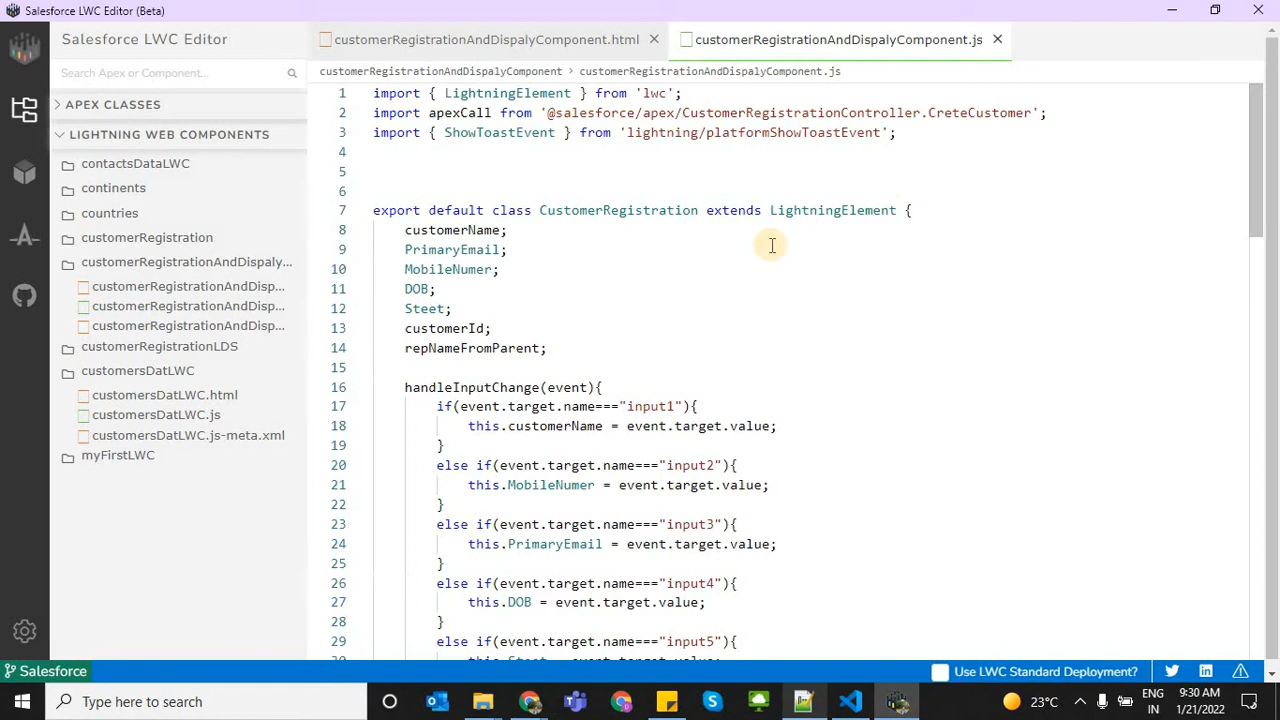 Salesforce LWC Editor (Beta)
Salesforce LWC Editor
customerRegistrationAndDispalyComponent.html
customerRegistrationAndDispalyComponent.js
Search Apex or Component...
customerRegistrationAndDispalyComponent > customerRegistrationAndDispalyComponent.js
APEX CLASSES
LIGHTNING WEB COMPONENTS
contactsDataLWC
continents
countries
customerRegistration
customerRegistrationAndDispaly...
customerRegistrationAndDisp...
customerRegistrationAndDisp...
customerRegistrationAndDisp...
customerRegistrationLDS
customersDatLWC
customersDatLWC.html
customersDatLWC.js
customersDatLWC.js-meta.xml
myFirstLWC
1 import { LightningElement } from 'lwc';
2 import apexCall from '@salesforce/apex/CustomerRegistrationController.CreteCustomer';
3 import { ShowToastEvent } from 'lightning/platformShowToastEvent';
4
5
6
7 export default class CustomerRegistration extends LightningElement {
8 customerName;
9 PrimaryEmail;
10 MobileNumer;
11 DOB;
12 Steet;
13 customerId;
14 repNameFromParent;
15
16 handleInputChange(event){
17 if(event.target.name==="input1"){
18 this.customerName = event.target.value;
19 }
20 else if(event.target.name==="input2"){
21 this.MobileNumer = event.target.value;
22 }
23 else if(event.target.name==="input3"){
24 this.PrimaryEmail = event.target.value;
25 }
26 else if(event.target.name==="input4"){
27 this.DOB = event.target.value;
28 }
29 else if(event.target.name==="input5"){
Salesforce
Use LWC Standard Deployment?
Type here to search
23°C
ENG
IN
9:30 AM
1/21/2022